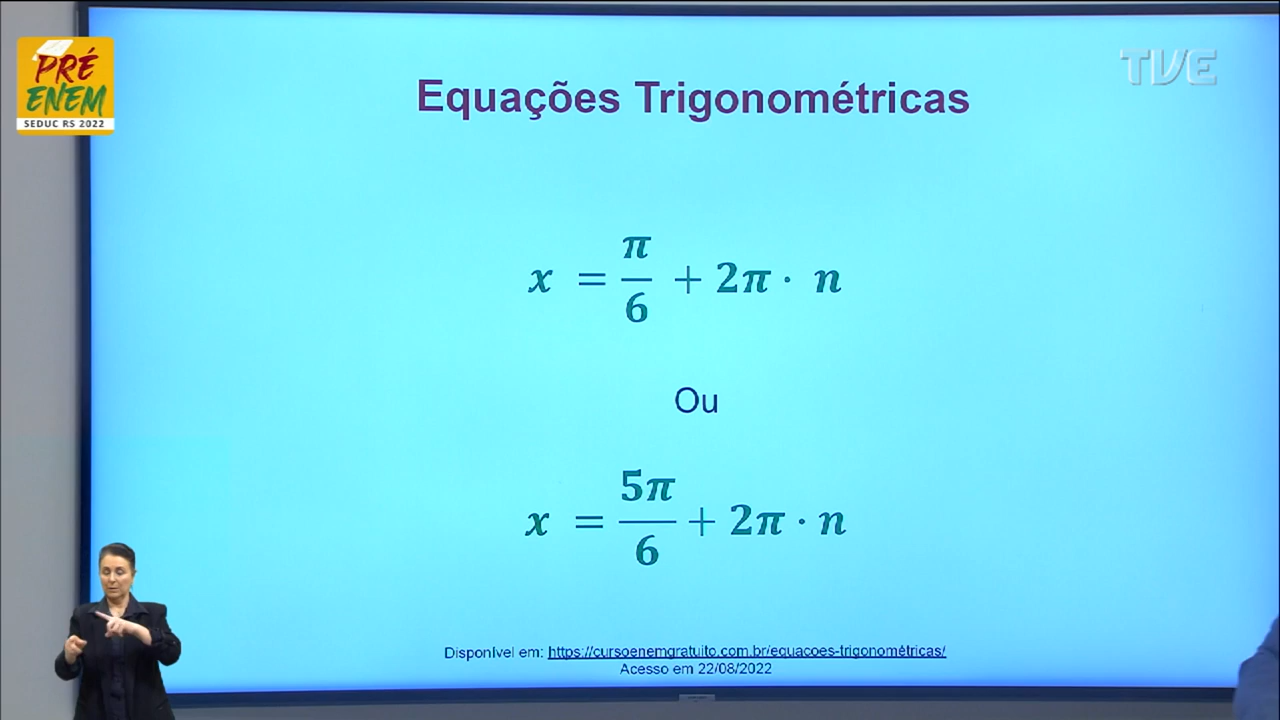 PRÉ
ENEM
SEDUC RS 2022
TVE
Equações Trigonométricas
x = π/6 + 2π · n
Ou
x = 5π/6 + 2π · n
Disponível em: https://cursoenemgratuito.com.br/equacoes-trigonométricas/
Acesso em 22/08/2022